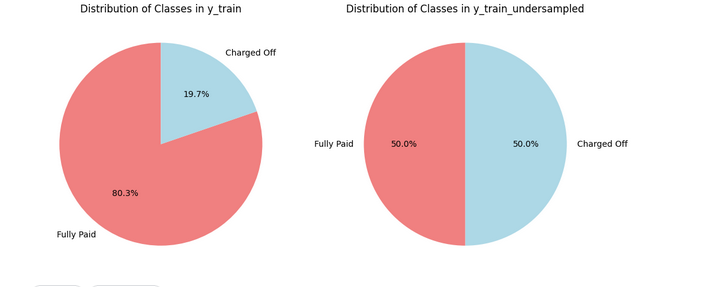 Distribution of Classes in y_train
Charged Off
19.7%
80.3%
Fully Paid
Distribution of Classes in y_train_undersampled
Fully Paid
50.0%
50.0%
Charged Off